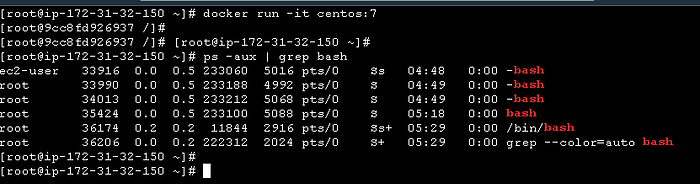 [root@ip-172-31-32-150 ~]# docker run -it centos:7
[root@9cc8fd926937 /]#
[root@9cc8fd926937 /]# [root@ip-172-31-32-150 ~]#
[root@ip-172-31-32-150 ~]# ps -aux | grep bash
ec2-user 33916 0.0 0.5 233060 5016 pts/0 Ss 04:48 0:00 -bash
root 33990 0.0 0.5 233188 4992 pts/0 S 04:49 0:00 -bash
root 34013 0.0 0.5 233212 5068 pts/0 S 04:49 0:00 -bash
root 35424 0.0 0.5 233100 5088 pts/0 S 05:18 0:00 bash
root 36174 0.2 0.2 11844 2916 pts/0 Ss+ 05:29 0:00 /bin/bash
root 36206 0.0 0.2 222312 2024 pts/0 S+ 05:29 0:00 grep --color=auto bash
[root@ip-172-31-32-150 ~]#
[root@ip-172-31-32-150 ~]#